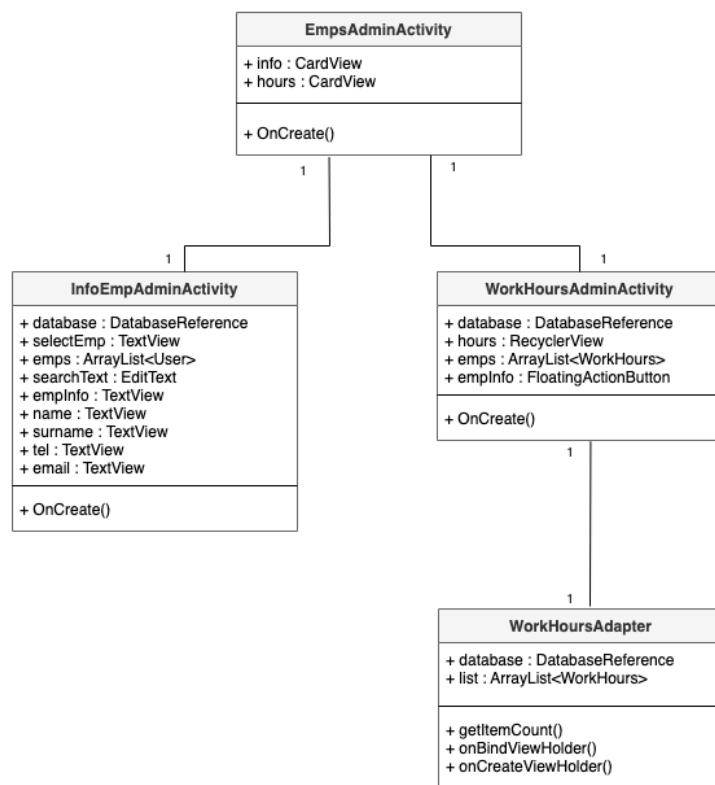 EmpsAdminActivity
+ info : CardView
+ hours : CardView
+ OnCreate()
1
1
1
1
InfoEmpAdminActivity
+ database : DatabaseReference
+ selectEmp : TextView
+ emps : ArrayList<User>
+ searchText : EditText
+ empInfo : TextView
+ name : TextView
+ surname : TextView
+ tel : TextView
+ email : TextView
+ OnCreate()
WorkHoursAdminActivity
+ database : DatabaseReference
+ hours : RecyclerView
+ emps : ArrayList<WorkHours>
+ empInfo : FloatingActionButton
+ OnCreate()
1
1
WorkHoursAdapter
+ database : DatabaseReference
+ list : ArrayList<WorkHours>
+ getItemCount()
+ onBindViewHolder()
+ onCreateViewHolder()